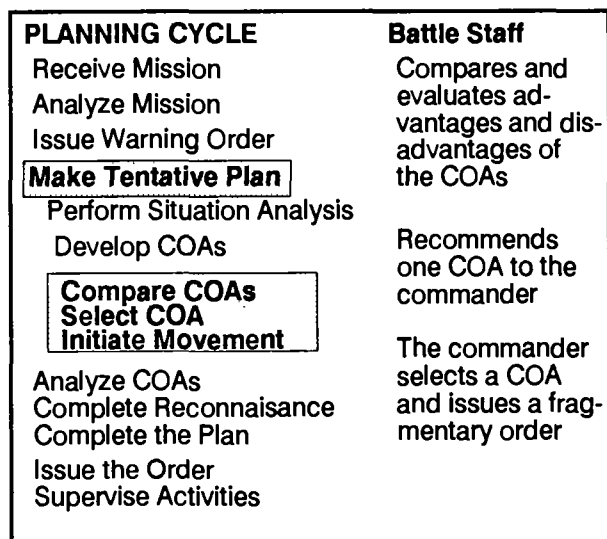 PLANNING CYCLE
Receive Mission
Analyze Mission
Issue Warning Order
Make Tentative Plan
Perform Situation Analysis
Develop COAs
Compare COAs
Select COA
Initiate Movement
Analyze COAs
Complete Reconnaisance
Complete the Plan
Issue the Order
Supervise Activities
Battle Staff
Compares and
evaluates ad-
vantages and dis-
advantages of
the COAs
Recommends
one COA to the
commander
The commander
selects a COA
and issues a frag-
mentary order